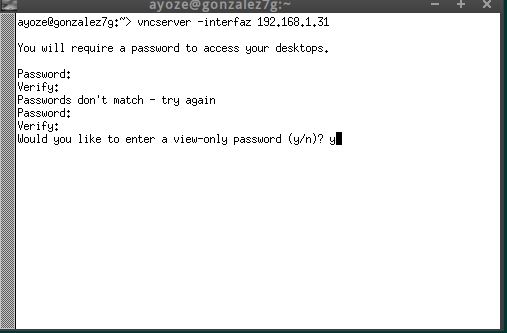 ayoze@gonzalez7g:~
ayoze@gonzalez7g:~> vncserver -interfaz 192.168.1.31
You will require a password to access your desktops.
Password:
Verify:
Passwords don't match - try again
Password:
Verify:
Would you like to enter a view-only password (y/n)? y